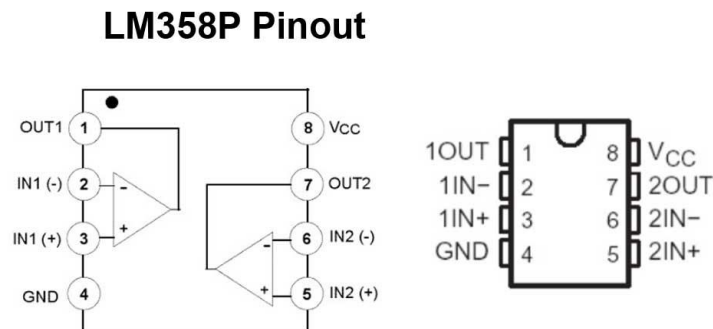 LM358P Pinout
OUT1 1 8 Vcc
IN1 (-) 2 - 7 OUT2
IN1 (+) 3 + - 6 IN2 (-)
GND 4 + 5 IN2 (+)
1OUT 1 8 VCC
1IN− 2 7 2OUT
1IN+ 3 6 2IN−
GND 4 5 2IN+